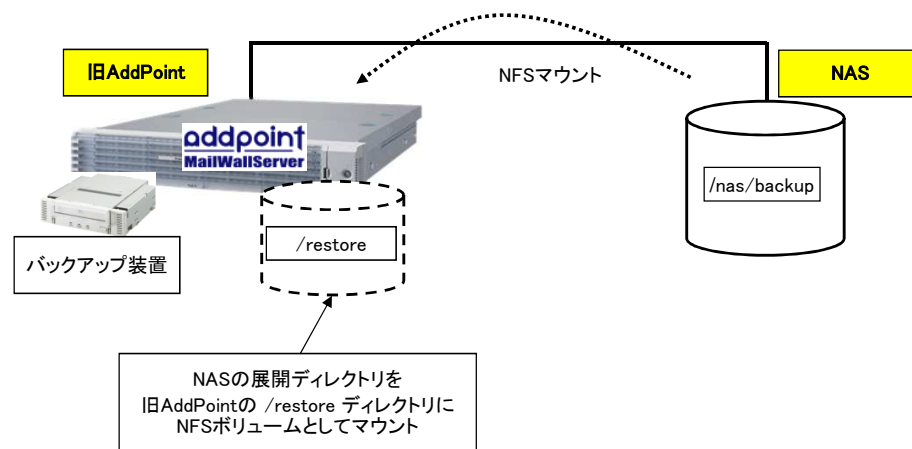 旧AddPoint
NFSマウント
NAS
addpoint
MailWallServer
/nas/backup
/restore
バックアップ装置
NASの展開ディレクトリを
旧AddPointの /restore ディレクトリに
NFSボリュームとしてマウント